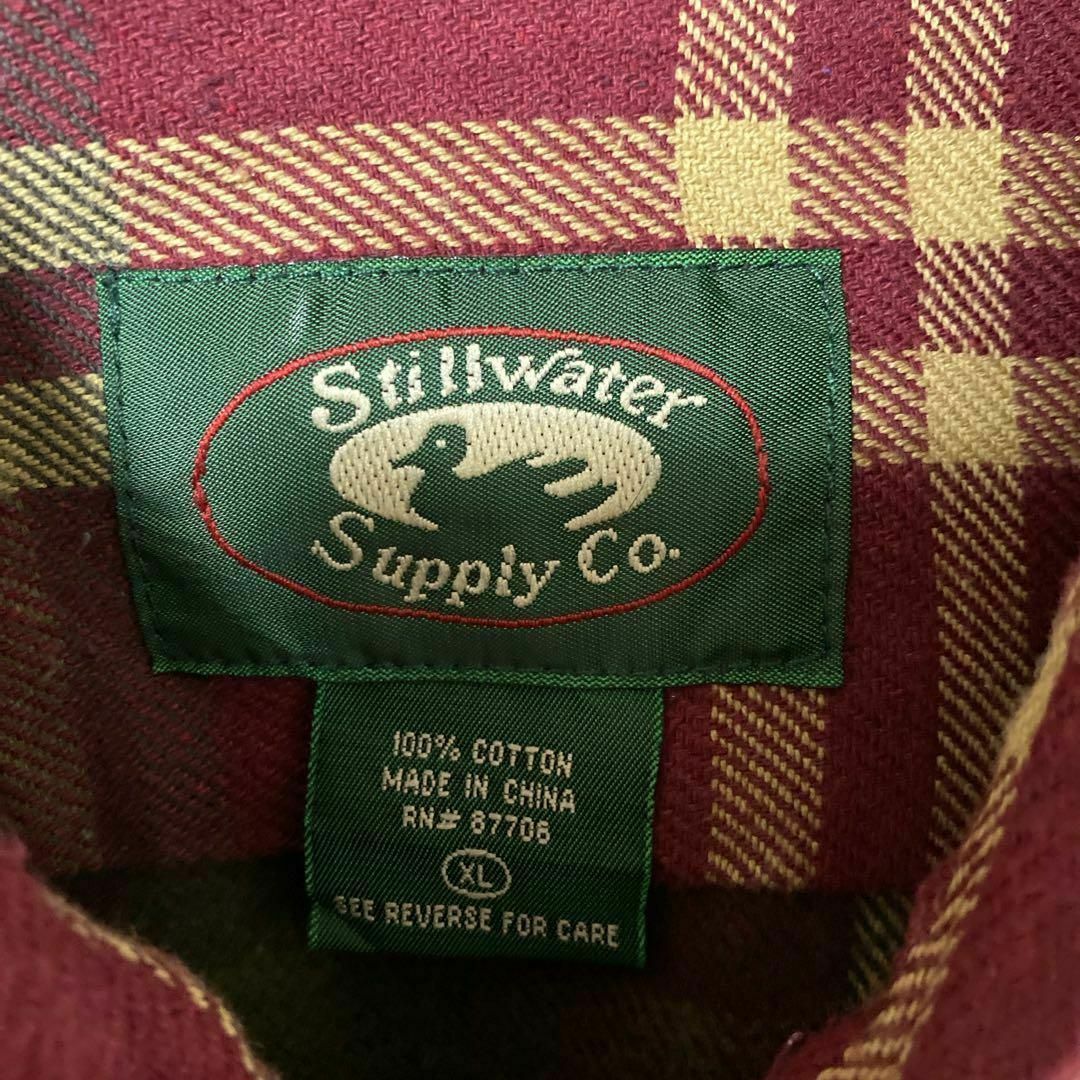 Stillwater
Supply Co.
100% COTTON
MADE IN CHINA
RN# 87706
XL
SEE REVERSE FOR CARE